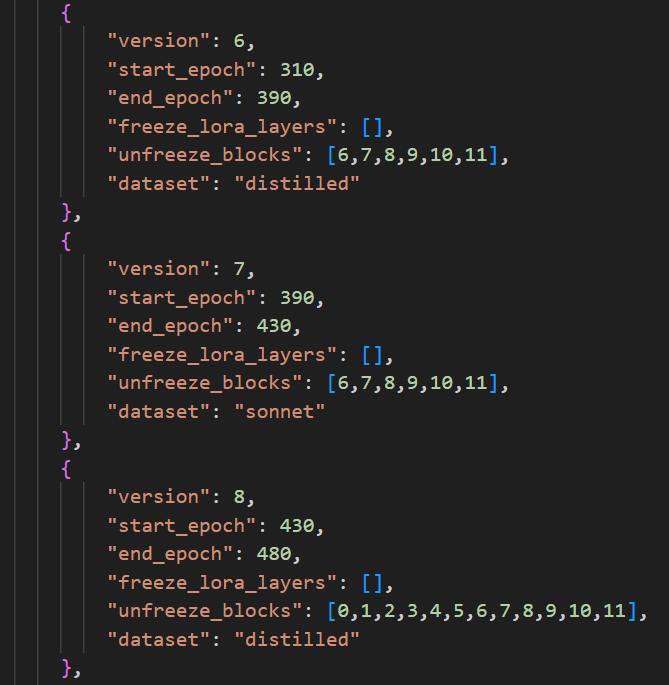 {
"version": 6,
"start_epoch": 310,
"end_epoch": 390,
"freeze_lora_layers": [],
"unfreeze_blocks": [6,7,8,9,10,11],
"dataset": "distilled"
},
{
"version": 7,
"start_epoch": 390,
"end_epoch": 430,
"freeze_lora_layers": [],
"unfreeze_blocks": [6,7,8,9,10,11],
"dataset": "sonnet"
},
{
"version": 8,
"start_epoch": 430,
"end_epoch": 480,
"freeze_lora_layers": [],
"unfreeze_blocks": [0,1,2,3,4,5,6,7,8,9,10,11],
"dataset": "distilled"
},